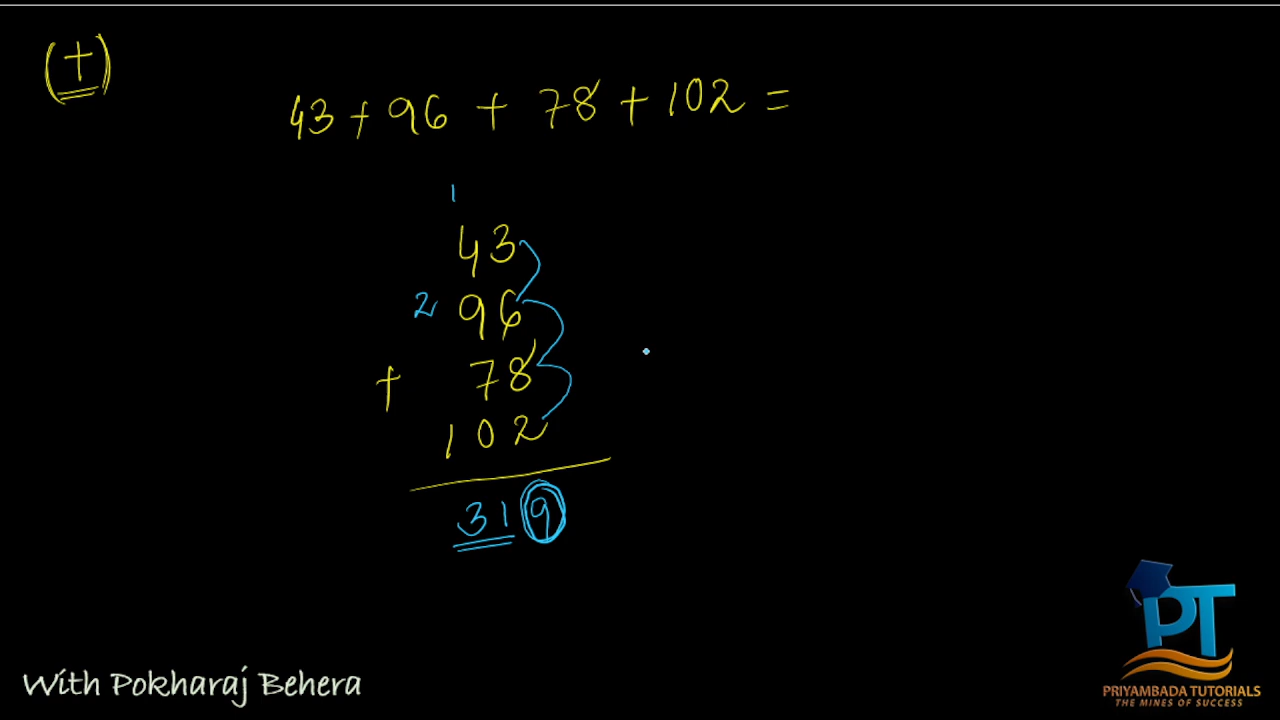 (+)
43 + 96 + 78 + 102 =
1
43
2 96
+ 78
102
319
With Pokharaj Behera
PT
PRIYAMBADA TUTORIALS
THE MINES OF SUCCESS